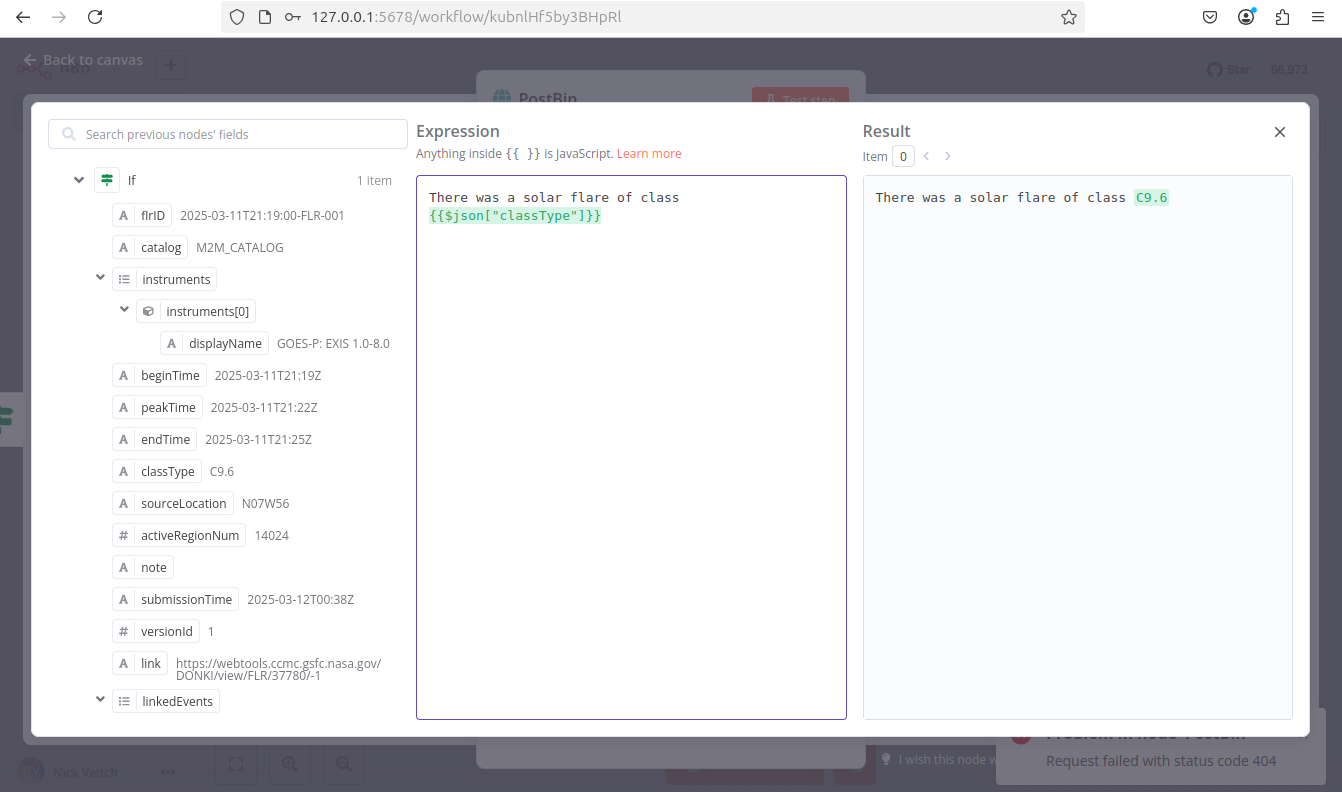 127.0.0.1:5678/workflow/kubnlHf5by3BHpRl
Back to canvas
n8n
Star
66,973
PostBin
Test step
Search previous nodes' fields
If
1 item
A flrID 2025-03-11T21:19:00-FLR-001
A catalog M2M_CATALOG
instruments
instruments[0]
A displayName GOES-P: EXIS 1.0-8.0
A beginTime 2025-03-11T21:19Z
A peakTime 2025-03-11T21:22Z
A endTime 2025-03-11T21:25Z
A classType C9.6
A sourceLocation N07W56
# activeRegionNum 14024
A note
A submissionTime 2025-03-12T00:38Z
# versionId 1
A link https://webtools.ccmc.gsfc.nasa.gov/
DONKI/view/FLR/37780/-1
linkedEvents
Expression
Anything inside {{ }} is JavaScript. Learn more
There was a solar flare of class
{{$json["classType"]}}
Result
Item 0
There was a solar flare of class C9.6
Nick Veitch
I wish this node w
Problem in node 'PostBin'
Request failed with status code 404